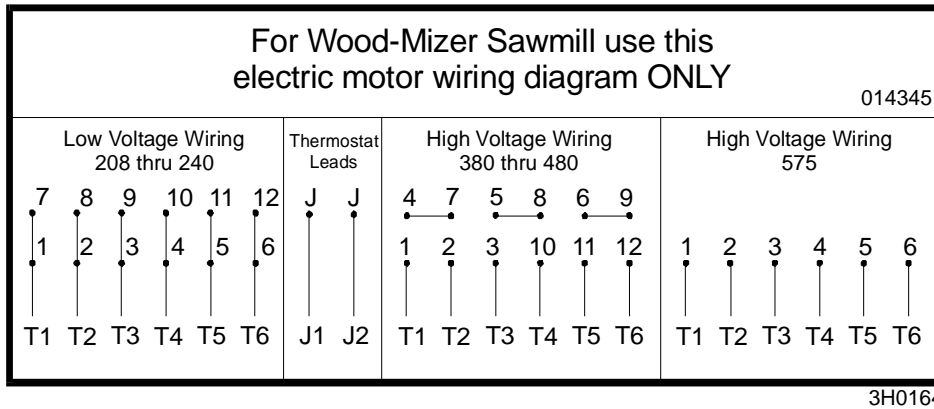 For Wood-Mizer Sawmill use this
electric motor wiring diagram ONLY
014345
Low Voltage Wiring
208 thru 240
7 8 9 10 11 12
1 2 3 4 5 6
T1 T2 T3 T4 T5 T6
Thermostat
Leads
J J
J1 J2
High Voltage Wiring
380 thru 480
4 7 5 8 6 9
1 2 3 10 11 12
T1 T2 T3 T4 T5 T6
High Voltage Wiring
575
1 2 3 4 5 6
T1 T2 T3 T4 T5 T6
3H0164